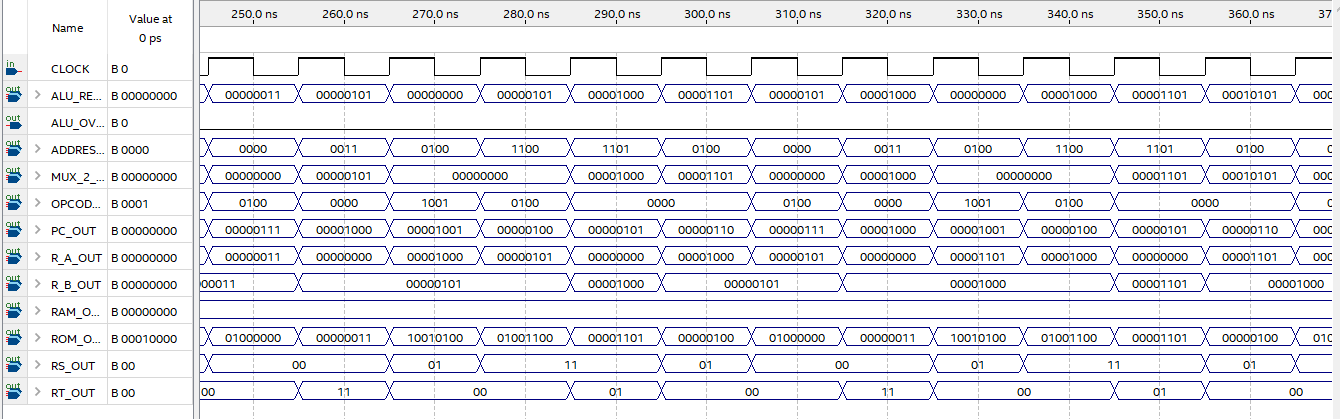 Name
Value at
0 ps
250.0 ns 260.0 ns 270.0 ns 280.0 ns 290.0 ns 300.0 ns 310.0 ns 320.0 ns 330.0 ns 340.0 ns 350.0 ns 360.0 ns 37
in CLOCK B 0
out > ALU_RE... B 00000000 00000011 00000101 00000000 00000101 00001000 00001101 00000101 00001000 00000000 00001000 00001101 00010101 000
out ALU_OV... B 0
out > ADDRES... B 0000 0000 0011 0100 1100 1101 0100 0000 0011 0100 1100 1101 0100 0
out > MUX_2_... B 00000000 00000000 00000101 00000000 00001000 00001101 00000000 00001000 00000000 00001101 00010101 000
out > OPCOD... B 0001 0100 0000 1001 0100 0000 0100 0000 1001 0100 0000 0
out > PC_OUT B 00000000 00000111 00001000 00001001 00000100 00000101 00000110 00000111 00001000 00001001 00000100 00000101 00000110 000
out > R_A_OUT B 00000000 00000011 00000000 00001000 00000101 00000000 00001000 00000101 00000000 00001101 00001000 00000000 00001101 000
out > R_B_OUT B 00000000 00011 00000101 00001000 00000101 00001000 00001101 00001000
out > RAM_O... B 00000000
out > ROM_O... B 00010000 01000000 00000011 10010100 01001100 00001101 00000100 01000000 00000011 10010100 01001100 00001101 00000100 010
out > RS_OUT B 00 00 01 11 01 00 01 11 01
out > RT_OUT B 00 00 11 00 01 00 11 00 01 00